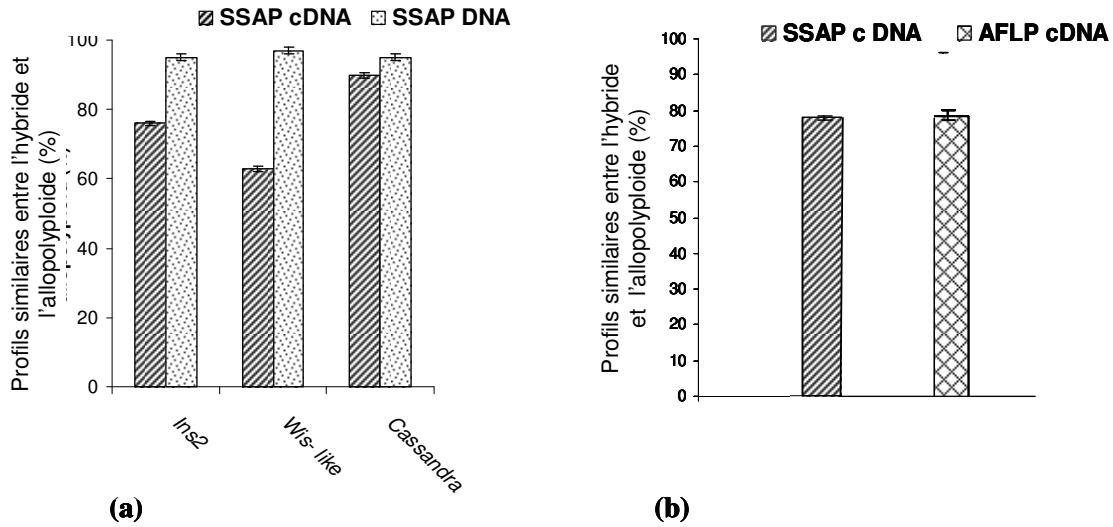 SSAP cDNA SSAP DNA
Profils similaires entre l'hybride et
l'allopolyploide (%)
100
80
60
40
20
0
Ins2
Wis- like
Cassandra
(a)
SSAP c DNA AFLP cDNA
Profils similaires entre l'hybride
et l'allopolyploide (%)
100
90
80
70
60
50
40
30
20
10
0
(b)